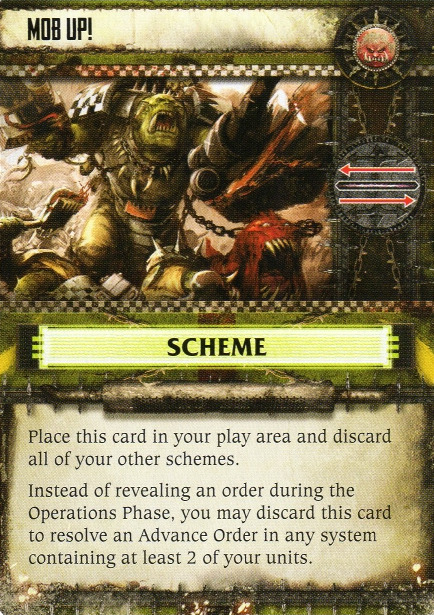 MOB UP!
SCHEME
Place this card in your play area and discard
all of your other schemes.
Instead of revealing an order during the
Operations Phase, you may discard this card
to resolve an Advance Order in any system
containing at least 2 of your units.